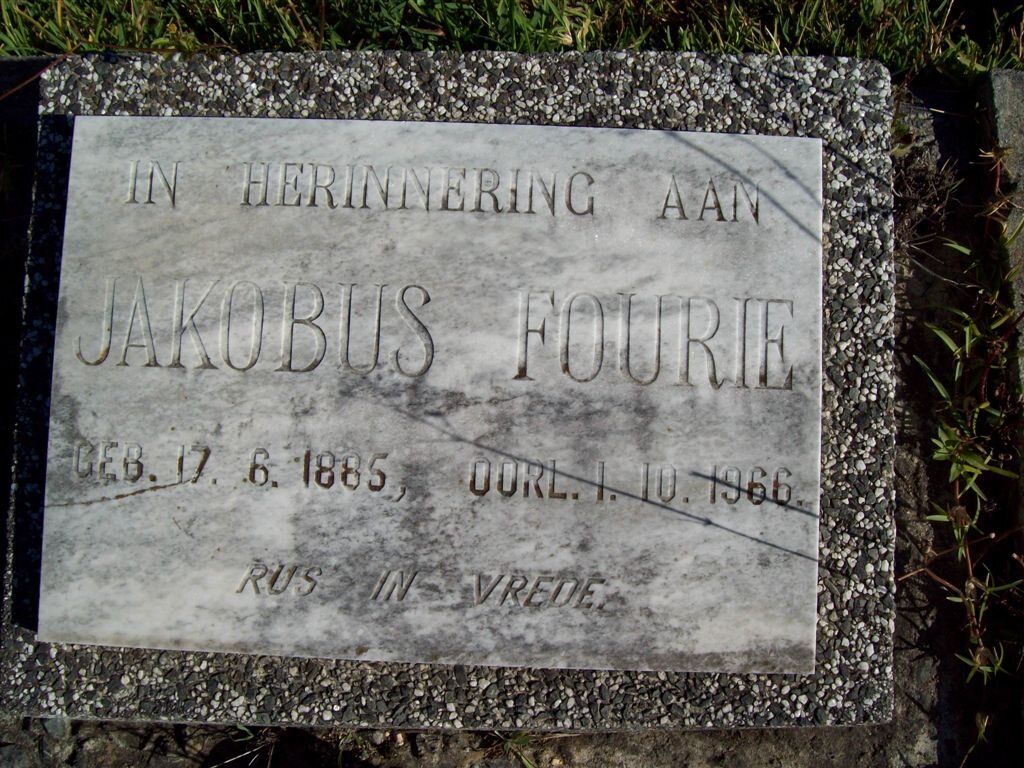 IN HERINNERING AAN
JAKOBUS FOURIE
GEB. 17. 6. 1885, OORL. 1. 10. 1966.
RUS IN VREDE.